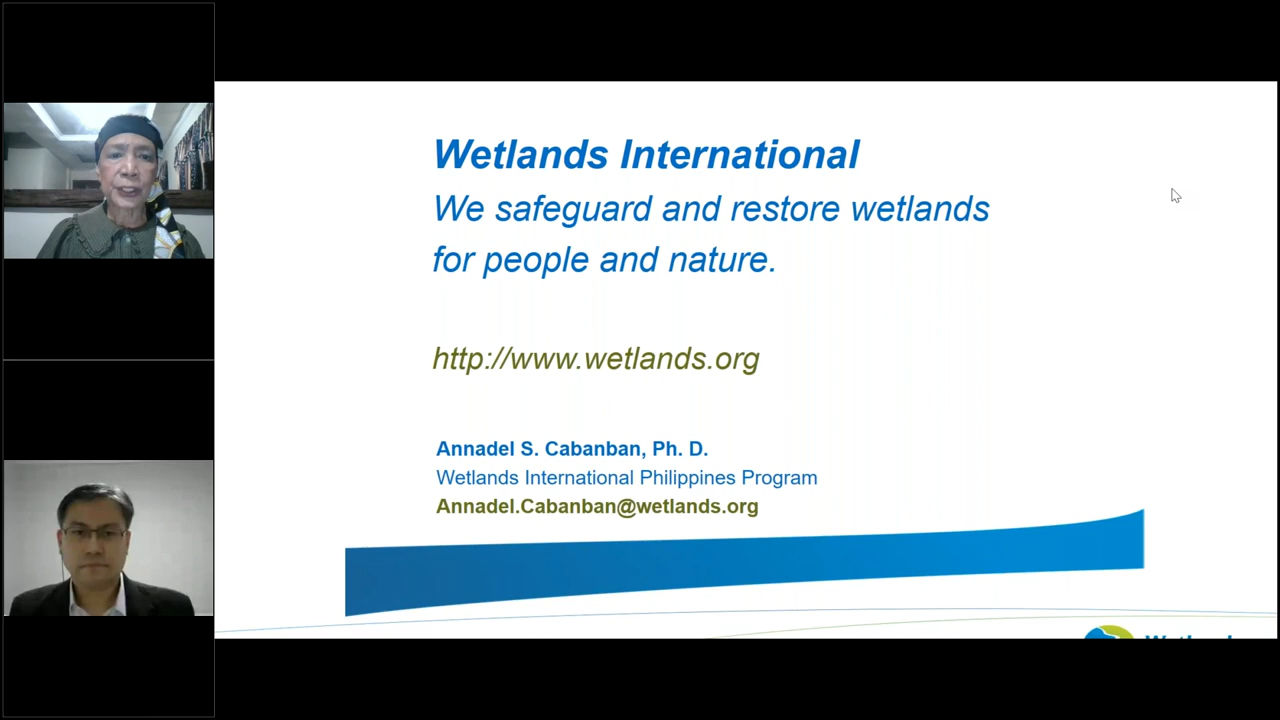 Wetlands International
We safeguard and restore wetlands
for people and nature.
http://www.wetlands.org
Annadel S. Cabanban, Ph. D.
Wetlands International Philippines Program
Annadel.Cabanban@wetlands.org